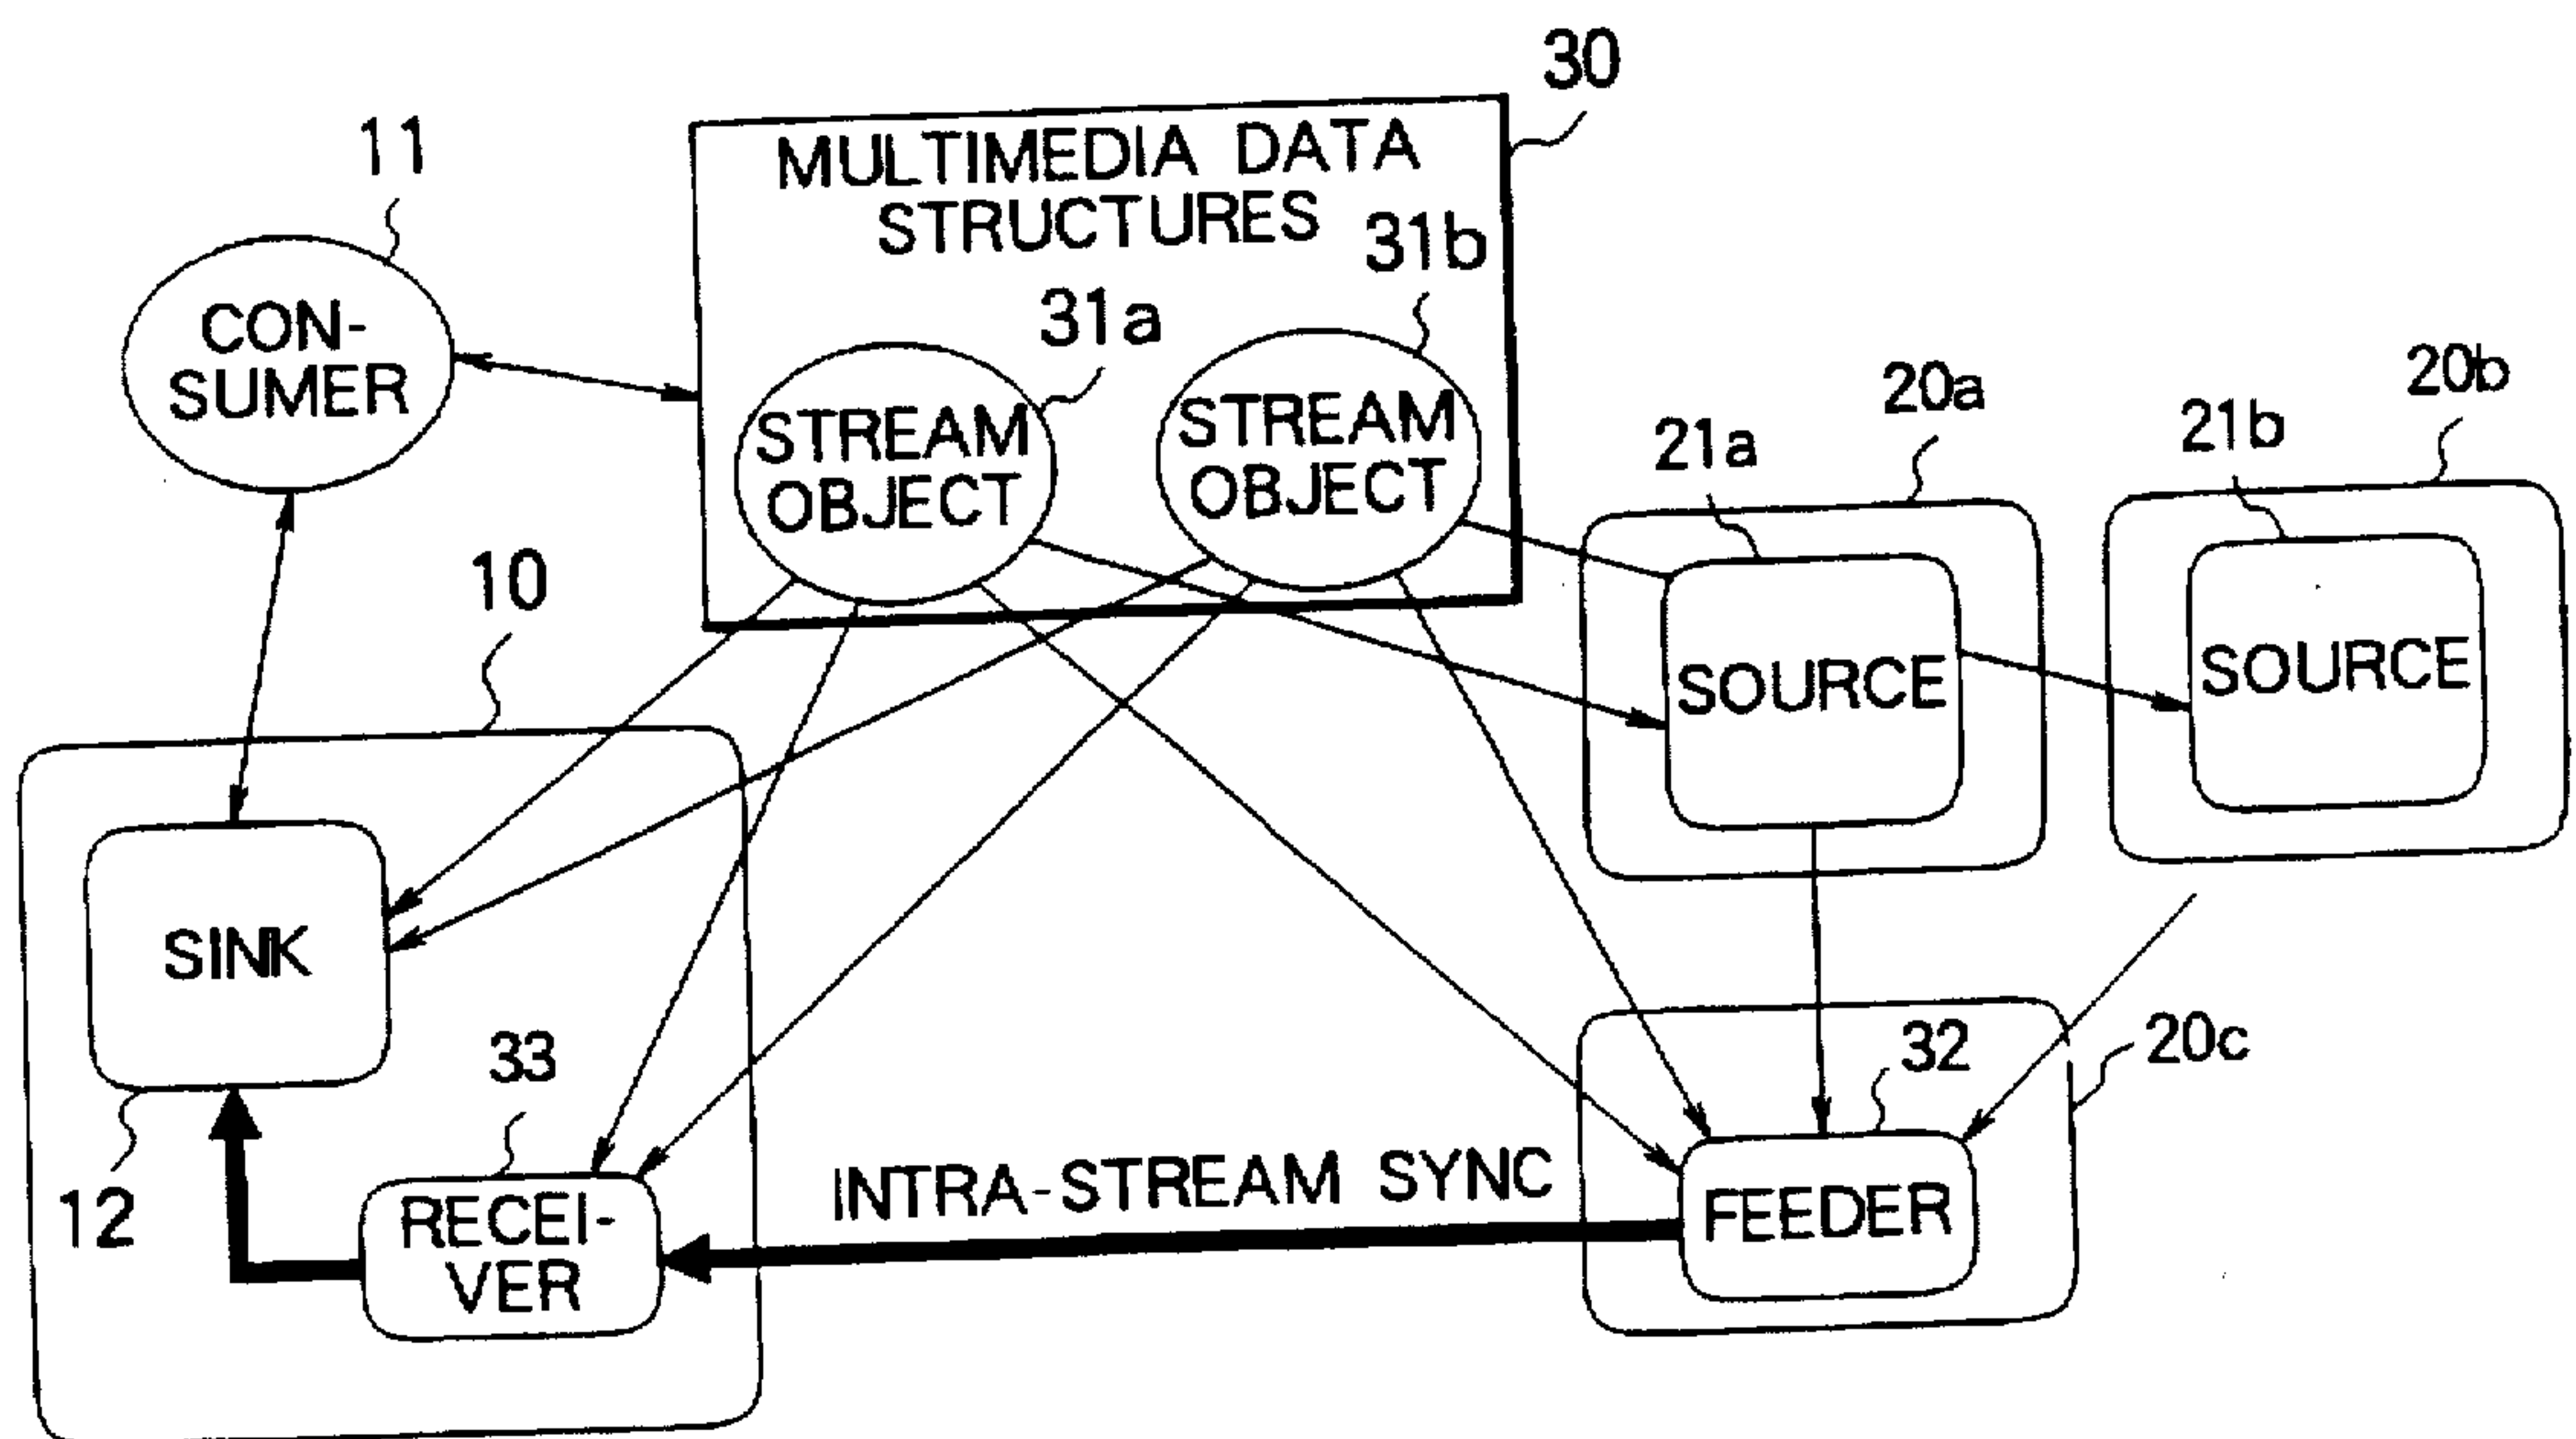 30
11
MULTIMEDIA DATA
STRUCTURES
31b
31a
CON-
SUMER
STREAM
OBJECT
STREAM
OBJECT
20a
20b
21a
21b
10
SOURCE
SOURCE
SINK
33
32
20c
12
INTRA-STREAM SYNC
RECEI-
VER
FEEDER